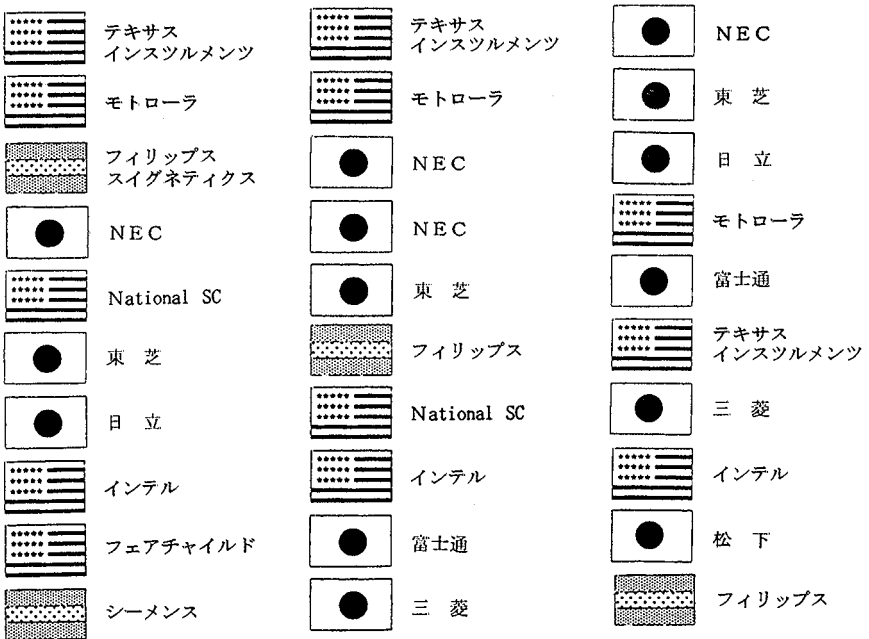 テキサス
インスツルメンツ
モトローラ
フィリップス
スイグネティクス
NEC
National SC
東 芝
日 立
インテル
フェアチャイルド
シーメンス
テキサス
インスツルメンツ
モトローラ
NEC
NEC
東 芝
フィリップス
National SC
インテル
富士通
三 菱
NEC
東 芝
日 立
モトローラ
富士通
テキサス
インスツルメンツ
三 菱
インテル
松 下
フィリップス